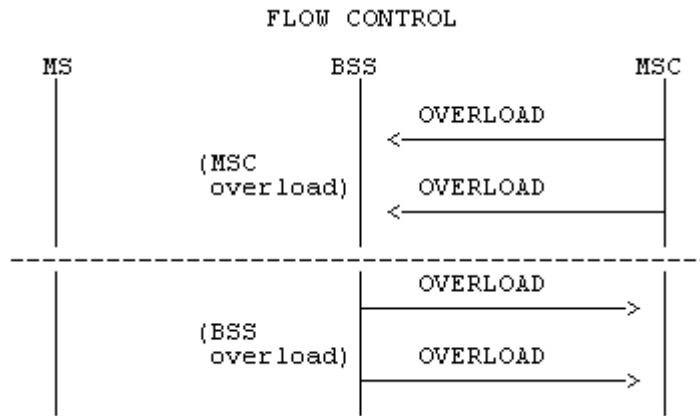 FLOW CONTROL
MS BSS MSC
OVERLOAD
(MSC
overload)
OVERLOAD
OVERLOAD
(BSS
overload)
OVERLOAD